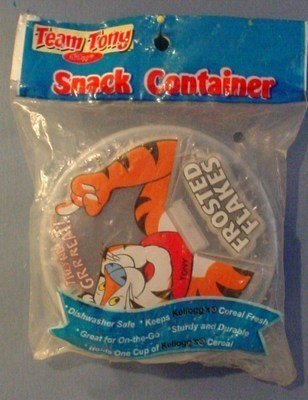 Team Tony
Kellogg's
Snack Container
FROSTED
FLAKES
They're
GR-R-REAT!
TONY
• Dishwasher Safe • Keeps Kellogg's® Cereal Fresh
• Great for On-the-Go • Sturdy and Durable
• Holds One Cup of Kellogg's® Cereal